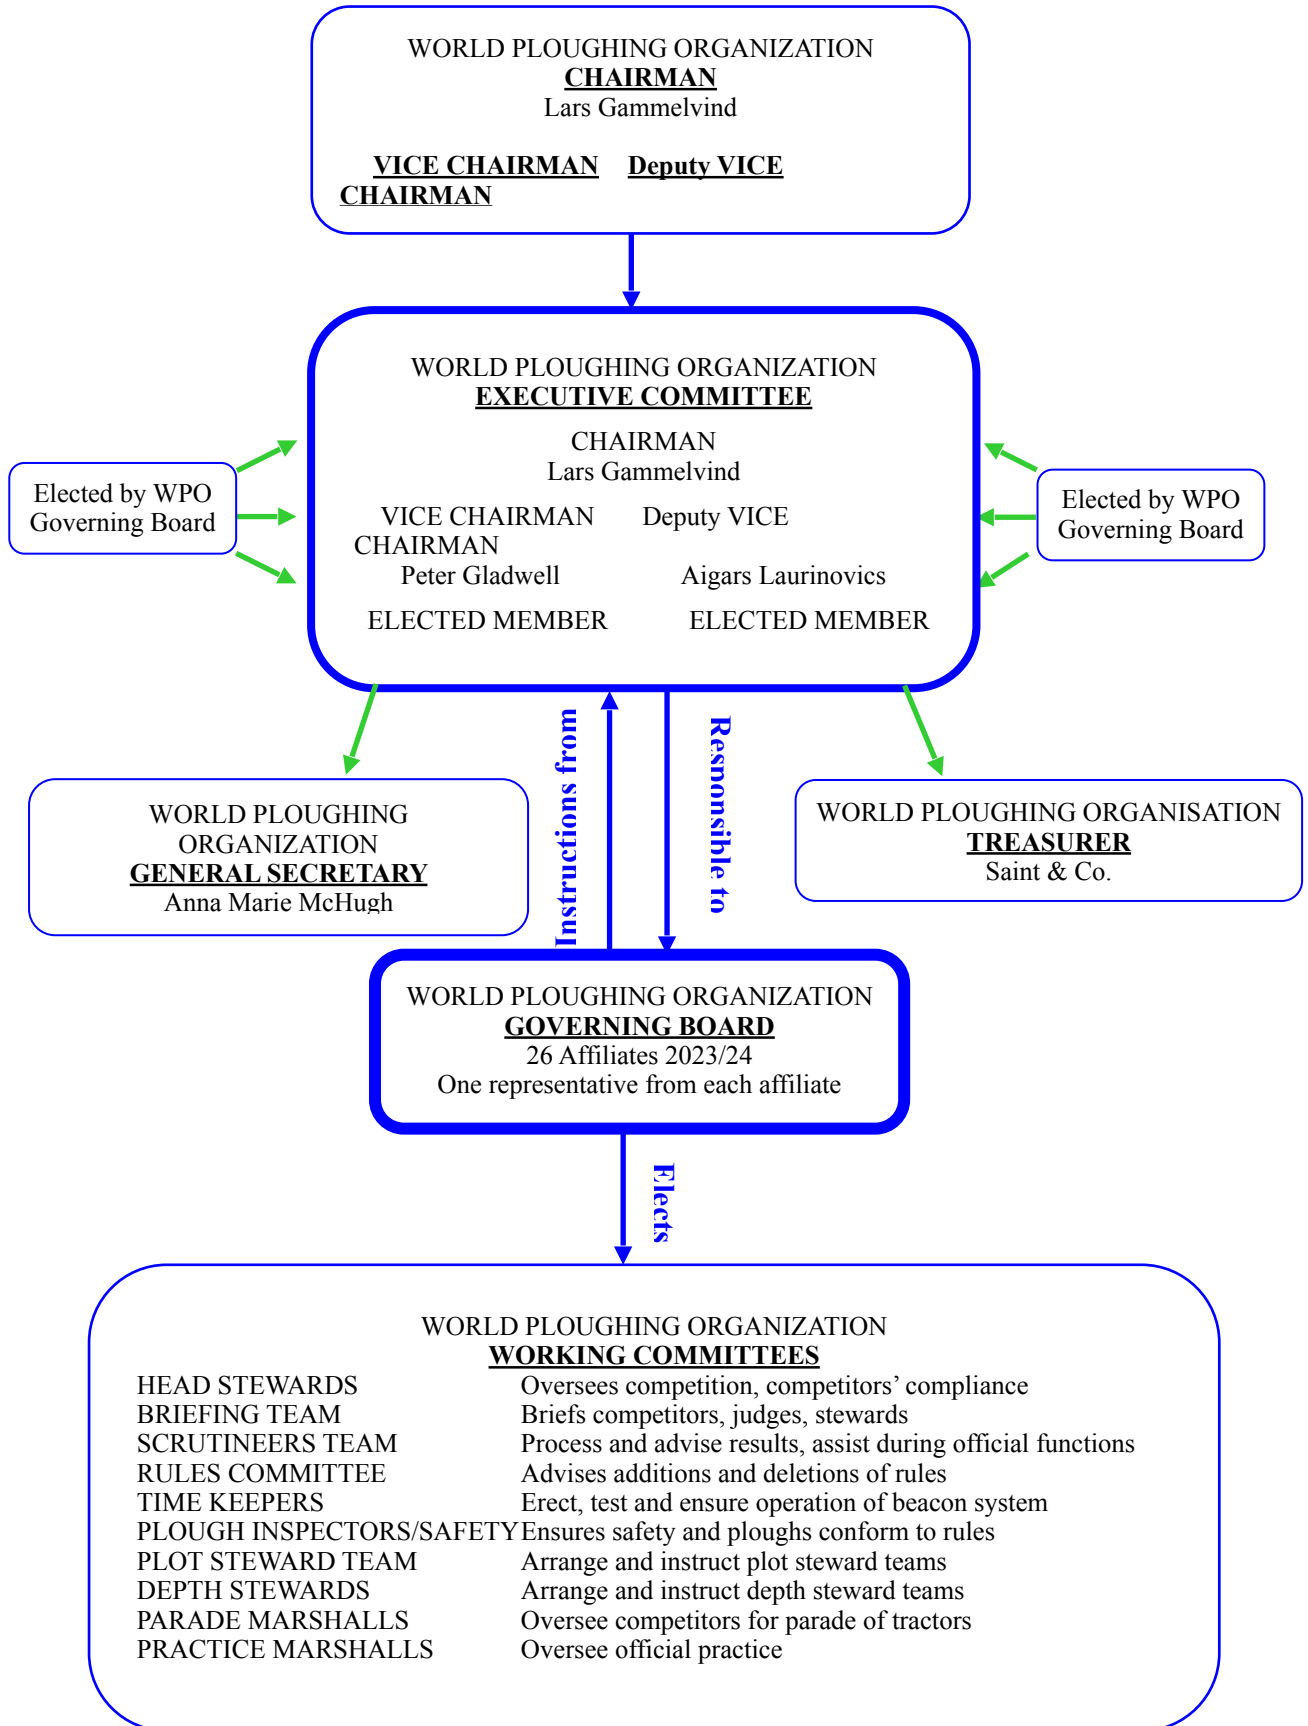 WORLD PLOUGHING ORGANIZATION
CHAIRMAN
Lars Gammelvind
VICE CHAIRMAN Deputy VICE
CHAIRMAN
WORLD PLOUGHING ORGANIZATION
EXECUTIVE COMMITTEE
CHAIRMAN
Lars Gammelvind
VICE CHAIRMAN Deputy VICE
CHAIRMAN
Peter Gladwell Aigars Laurinovics
ELECTED MEMBER ELECTED MEMBER
Elected by WPO
Governing Board
Elected by WPO
Governing Board
Instructions from
Responsible to
WORLD PLOUGHING
ORGANIZATION
GENERAL SECRETARY
Anna Marie McHugh
WORLD PLOUGHING ORGANISATION
TREASURER
Saint & Co.
WORLD PLOUGHING ORGANIZATION
GOVERNING BOARD
26 Affiliates 2023/24
One representative from each affiliate
Elects
WORLD PLOUGHING ORGANIZATION
WORKING COMMITTEES
HEAD STEWARDS Oversees competition, competitors’ compliance
BRIEFING TEAM Briefs competitors, judges, stewards
SCRUTINEERS TEAM Process and advise results, assist during official functions
RULES COMMITTEE Advises additions and deletions of rules
TIME KEEPERS Erect, test and ensure operation of beacon system
PLOUGH INSPECTORS/SAFETY Ensures safety and ploughs conform to rules
PLOT STEWARD TEAM Arrange and instruct plot steward teams
DEPTH STEWARDS Arrange and instruct depth steward teams
PARADE MARSHALLS Oversee competitors for parade of tractors
PRACTICE MARSHALLS Oversee official practice